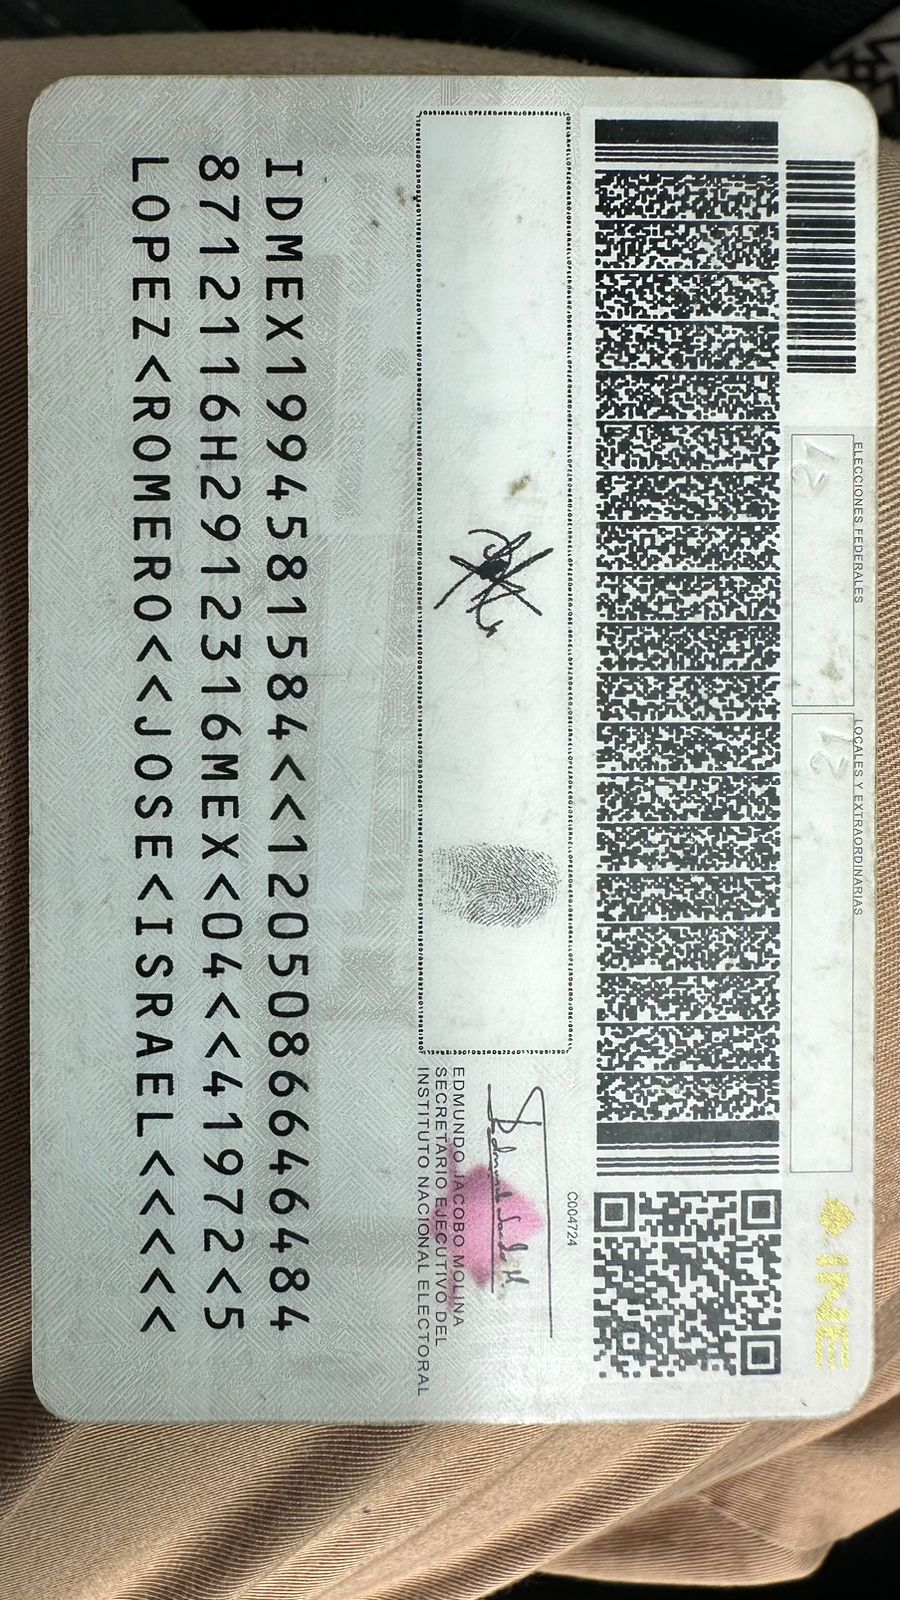 ELECCIONES FEDERALES
LOCALES Y EXTRAORDINARIAS
21
21
INE
C004724
EDMUNDO JACOBO MOLINA
SECRETARIO EJECUTIVO DEL
INSTITUTO NACIONAL ELECTORAL
IDMEX1994581584<<1205086646484
8712116H2912316MEX<04<<41972<5
LOPEZ<ROMERO<<JOSE<ISRAEL<<<<<